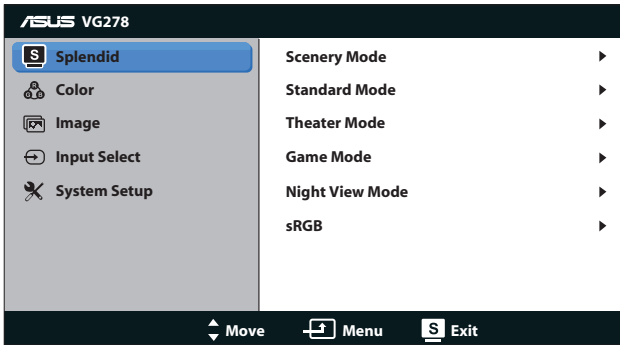 ASUS VG278
S Splendid
Color
Image
Input Select
System Setup
Scenery Mode
Standard Mode
Theater Mode
Game Mode
Night View Mode
sRGB
Move Menu S Exit